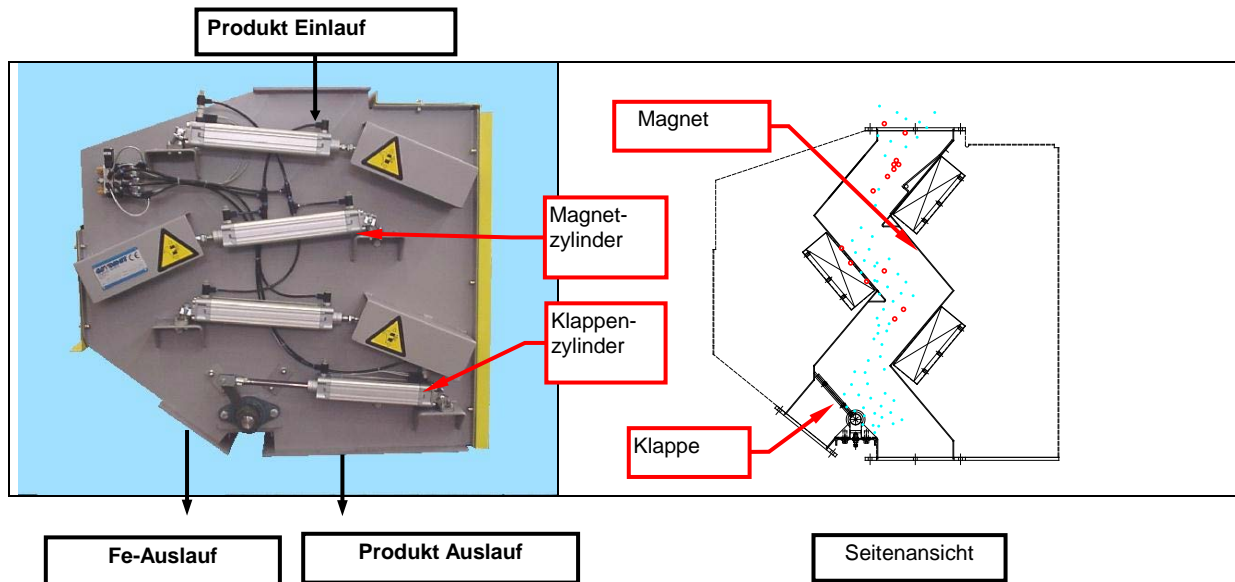 Produkt Einlauf
Magnet
Magnet-
zylinder
Klappen-
zylinder
Klappe
Fe-Auslauf
Produkt Auslauf
Seitenansicht